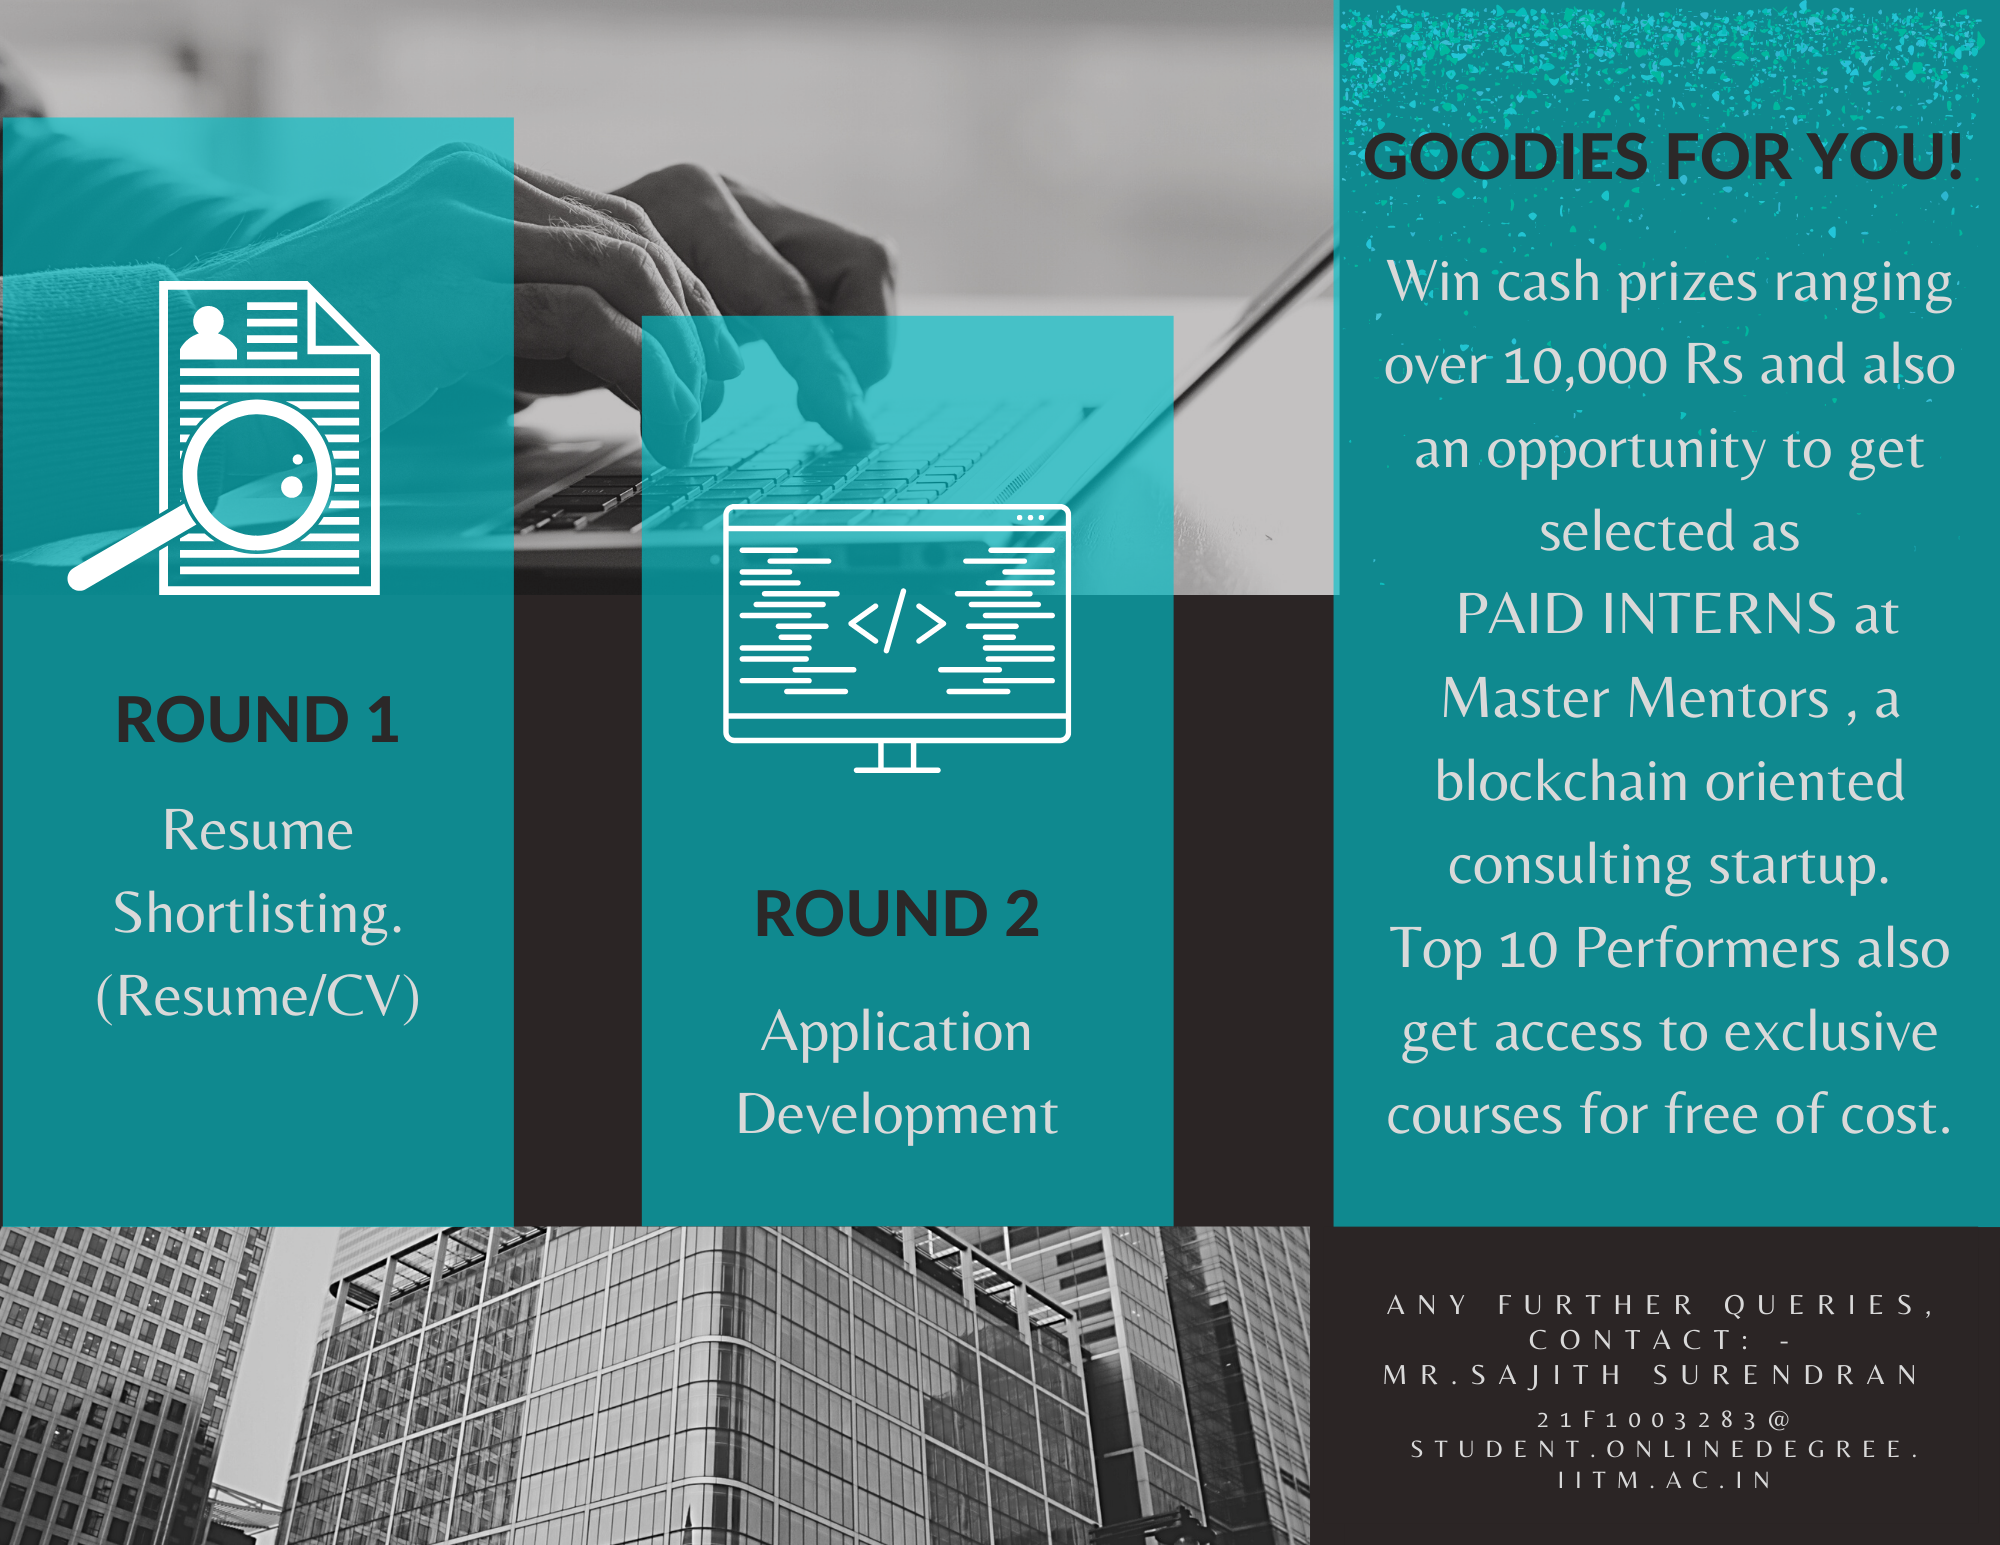 ROUND 1
Resume
Shortlisting.
(Resume/CV)
</>
ROUND 2
Application
Development
GOODIES FOR YOU!
Win cash prizes ranging
over 10,000 Rs and also
an opportunity to get
selected as
PAID INTERNS at
Master Mentors , a
blockchain oriented
consulting startup.
Top 10 Performers also
get access to exclusive
courses for free of cost.
ANY FURTHER QUERIES,
CONTACT: -
MR.SAJITH SURENDRAN
21F1003283@
STUDENT.ONLINEDEGREE.
IITM.AC.IN